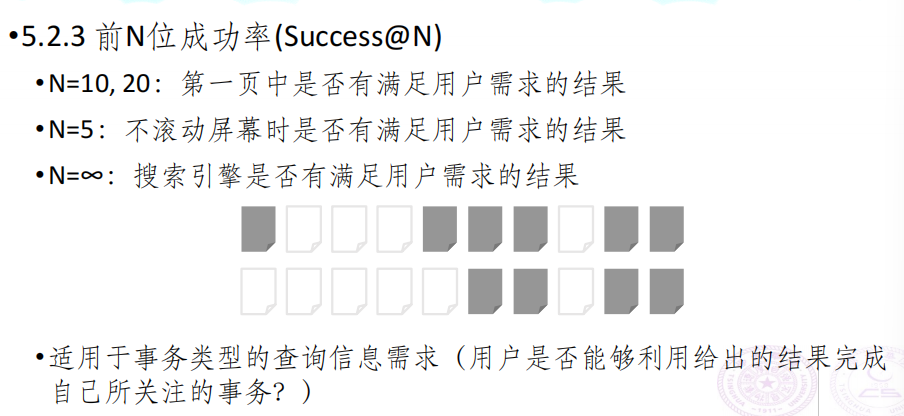 •5.2.3 前N位成功率(Success@N)
•N=10, 20：第一页中是否有满足用户需求的结果
•N=5：不滚动屏幕时是否有满足用户需求的结果
•N=∞：搜索引擎是否有满足用户需求的结果
•适用于事务类型的查询信息需求（用户是否能够利用给出的结果完成
自己所关注的事务？）